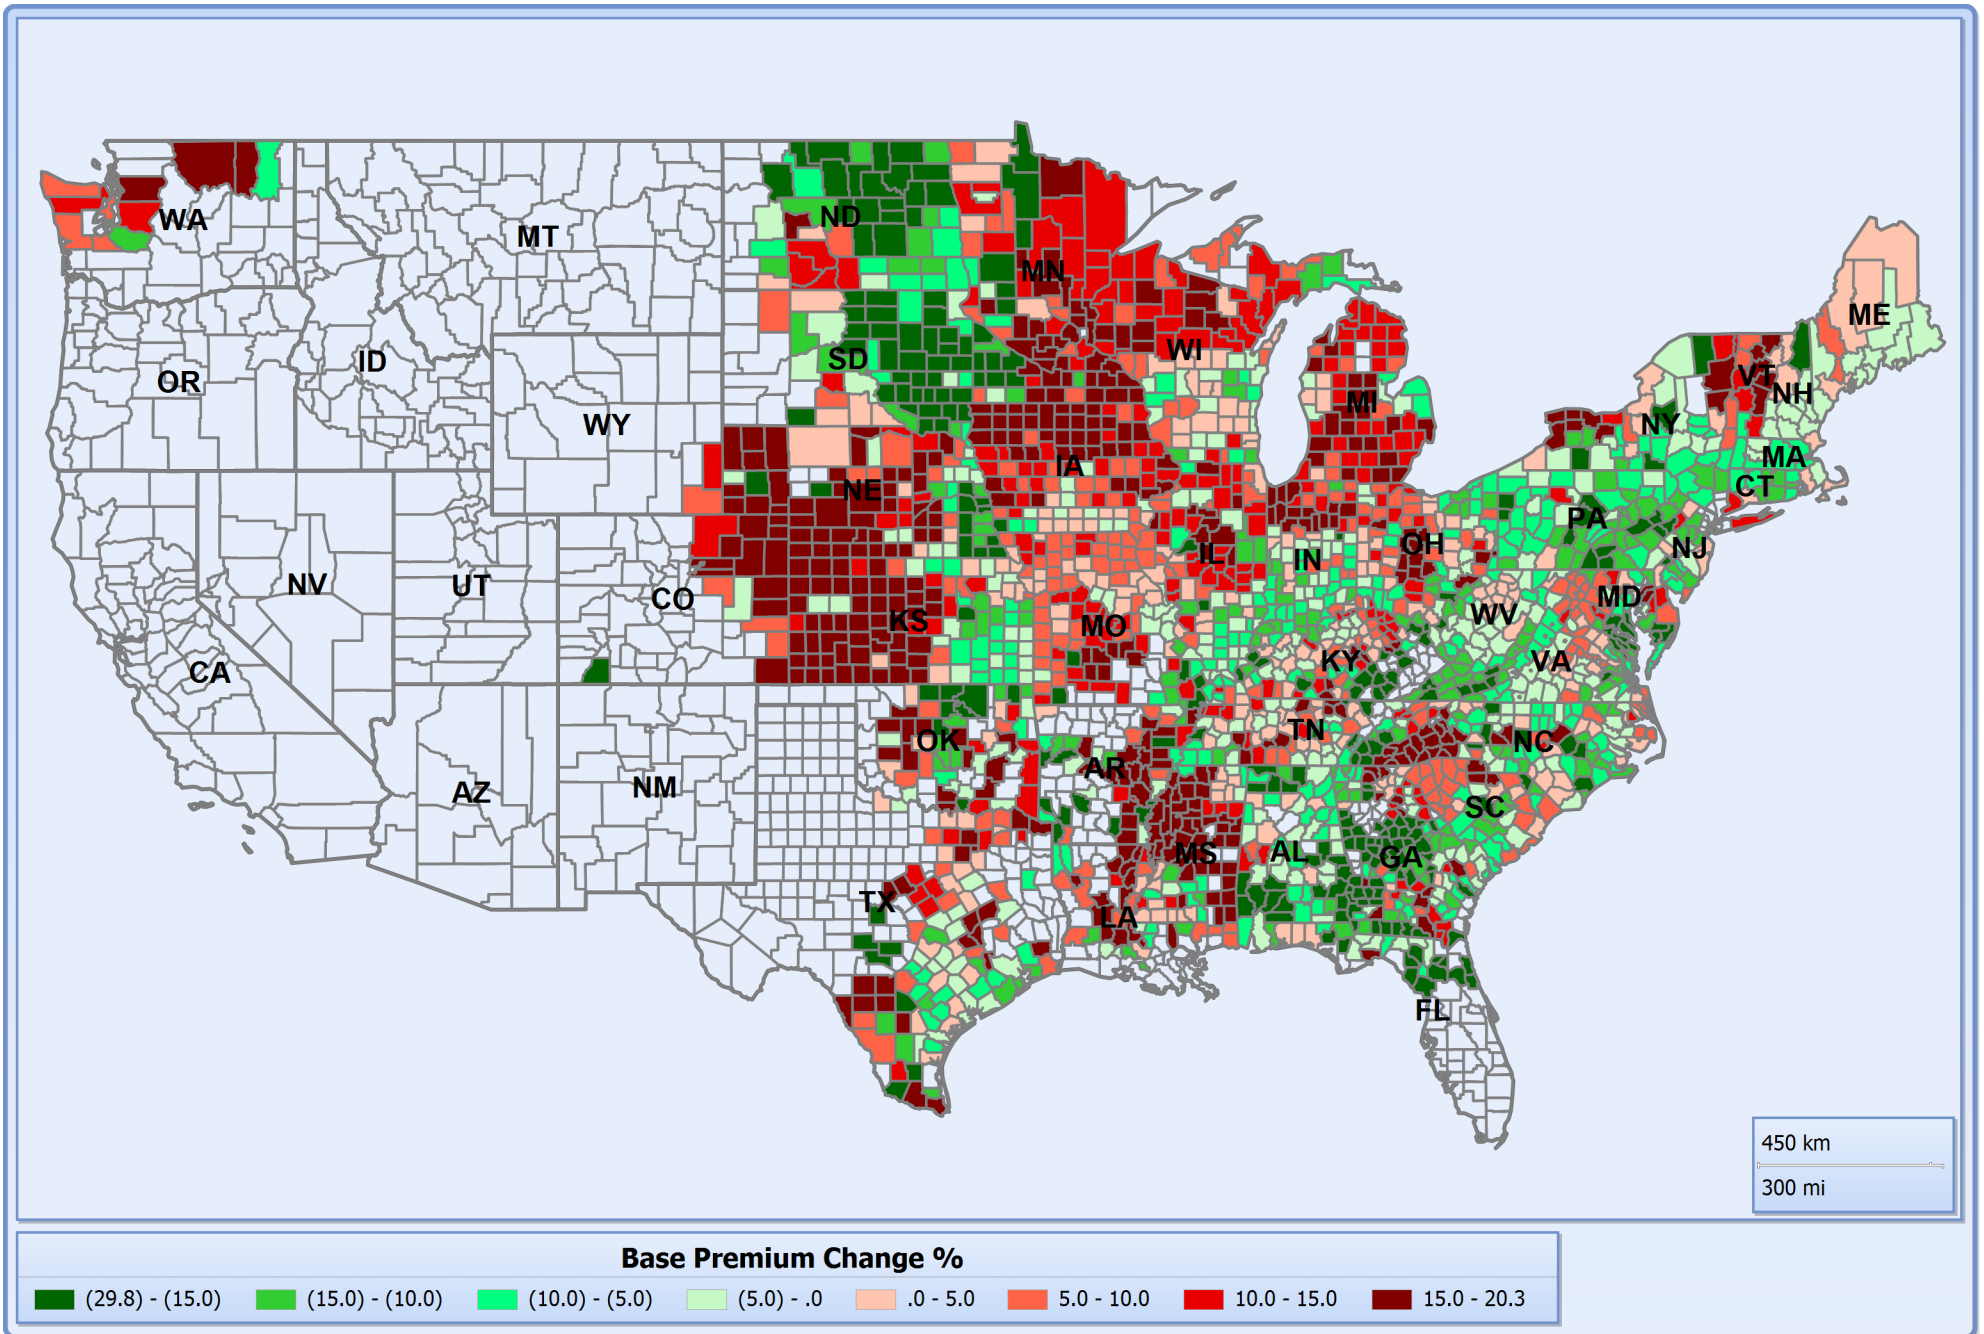 WA
ND
MT
MN
ME
OR
ID
SD
WI
VT
NH
WY
MI
NY
IA
MA
NE
CT
PA
IL
OH
NJ
NV
UT
IN
CO
MD
KS
MO
WV
CA
KY
VA
TN
OK
NC
AZ
NM
AR
SC
MS
AL
GA
TX
LA
FL
450 km
300 mi
Base Premium Change %
(29.8) - (15.0) (15.0) - (10.0) (10.0) - (5.0) (5.0) - .0 .0 - 5.0 5.0 - 10.0 10.0 - 15.0 15.0 - 20.3